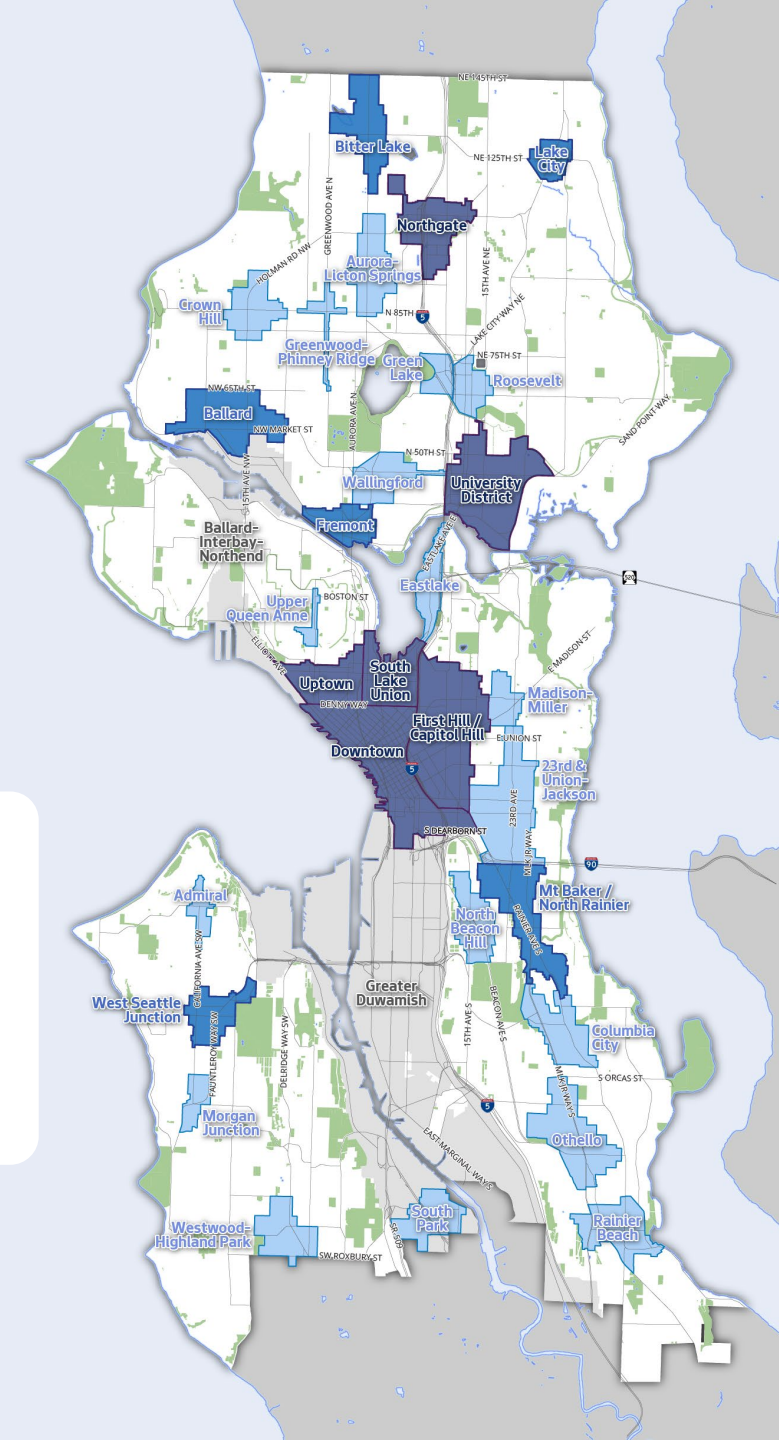 NE 145TH ST
Bitter Lake
NE 125TH ST
Lake
City
GREENWOOD AVE N
Northgate
15TH AVE NE
HOLMAN RD NW
Aurora-
Licton Springs
Crown
Hill
N 85TH
5
LAKE CITY WAY NE
Greenwood-
Phinney Ridge
Green
Lake
NE 75TH ST
Roosevelt
NW 65TH ST
Ballard
NW MARKET ST
AURORA AVE N
SAND POINT WAY
N 50TH ST
Wallingford
University
District
15TH AVE NW
Fremont
Ballard-
Interbay-
Northend
EASTLAKE AVE E
Eastlake
520
Upper
Queen Anne
BOSTON ST
ELLIOTT AVE
E MADISON ST
Uptown
South
Lake
Union
DENNY WAY
Madison-
Miller
First Hill /
Capitol Hill
E UNION ST
Downtown
5
23rd &
Union-
Jackson
23RD AVE
S DEARBORN ST
MLK JR WAY
90
Admiral
Mt Baker /
North Rainier
North
Beacon
Hill
RAINIER AVE S
CALIFORNIA AVE SW
Greater
Duwamish
West Seattle
Junction
FAUNTLEROY WAY SW
DELRIDGE WAY SW
15TH AVE S
BEACON AVE S
Columbia
City
S ORCAS ST
MLK JR WAY S
5
Morgan
Junction
EAST MARGINAL WAY S
Othello
Westwood-
Highland Park
South
Park
SR 509
Rainier
Beach
SW ROXBURY ST